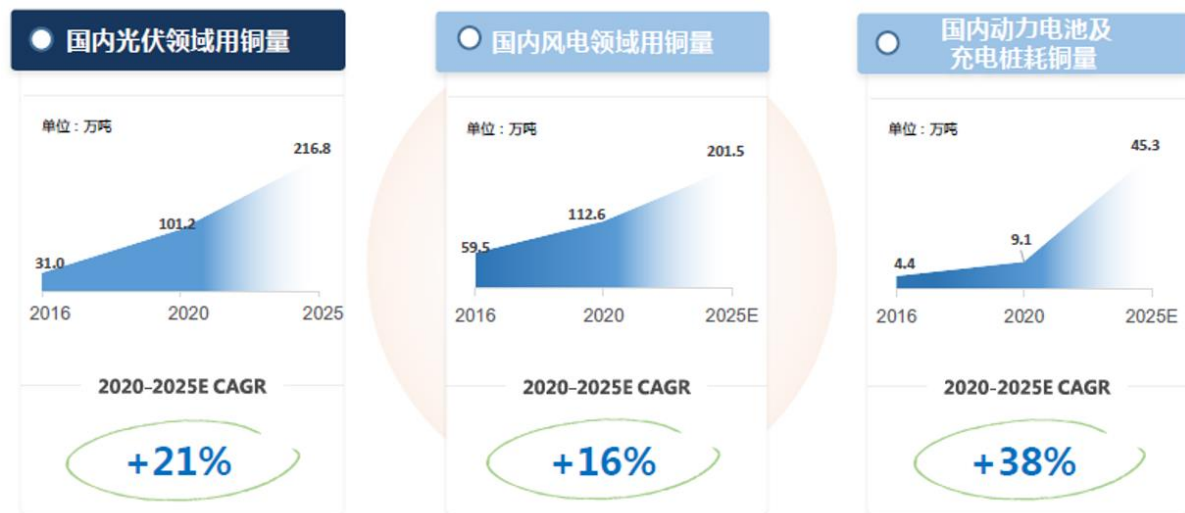 国内光伏领域用铜量
单位：万吨
216.8
101.2
31.0
2016 2020 2025
2020-2025E CAGR
+21%
国内风电领域用铜量
单位：万吨
201.5
112.6
59.5
2016 2020 2025E
2020-2025E CAGR
+16%
国内动力电池及
充电桩耗铜量
单位：万吨
45.3
9.1
4.4
2016 2020 2025E
2020-2025E CAGR
+38%